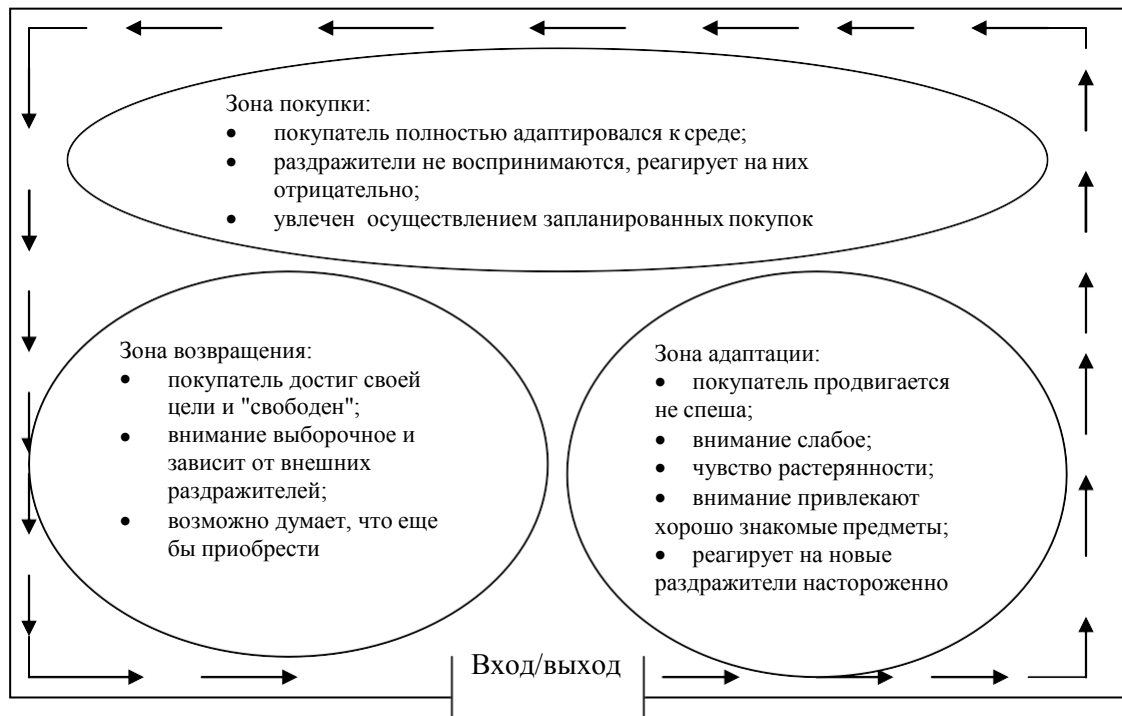 Зона покупки:
• покупатель полностью адаптировался к среде;
• раздражители не воспринимаются, реагирует на них
отрицательно;
• увлечен осуществлением запланированных покупок
Зона возвращения:
• покупатель достиг своей
цели и "свободен";
• внимание выборочное и
зависит от внешних
раздражителей;
• возможно думает, что еще
бы приобрести
Зона адаптации:
• покупатель продвигается
не спеша;
• внимание слабое;
• чувство растерянности;
• внимание привлекают
хорошо знакомые предметы;
• реагирует на новые
раздражители настороженно
Вход/выход